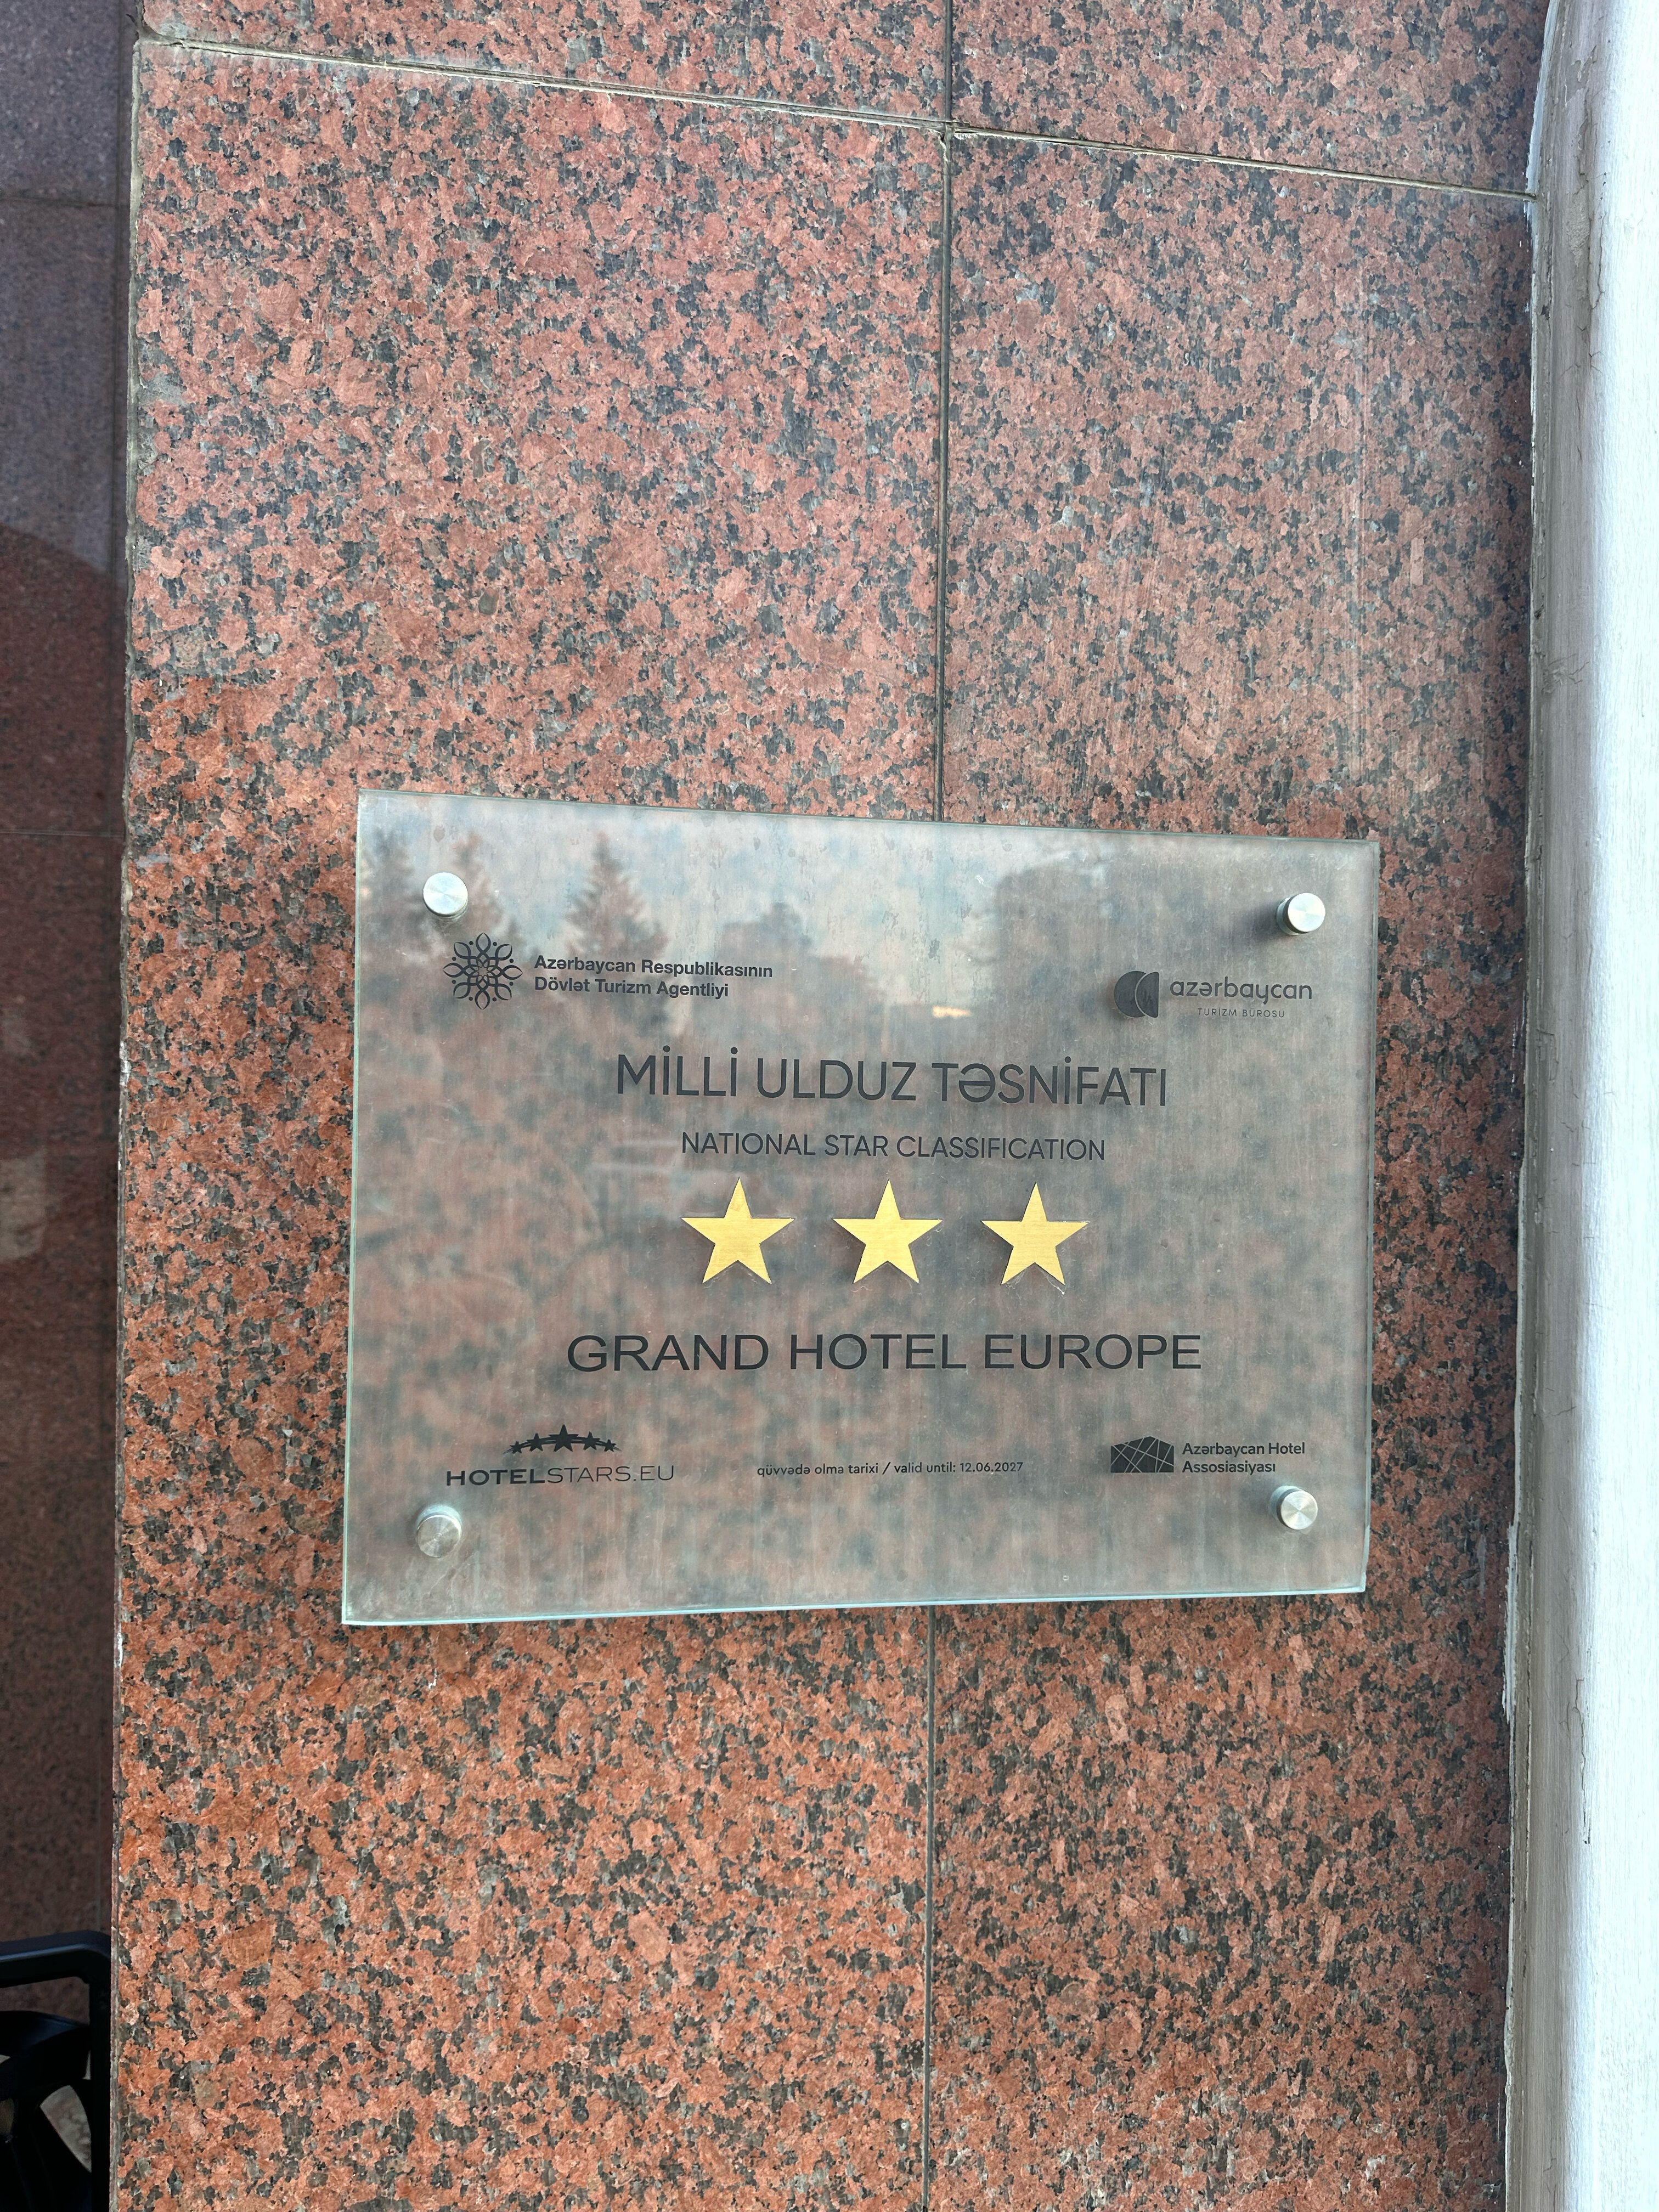 Azərbaycan Respublikasının
Dövlət Turizm Agentliyi
azərbaycan
TURİZM BÜROSU
MİLLİ ULDUZ TƏSNİFATI
NATIONAL STAR CLASSIFICATION
GRAND HOTEL EUROPE
HOTELSTARS.EU
qüvvədə olma tarixi / valid until: 12.06.2027
Azərbaycan Hotel
Assosiasiyası